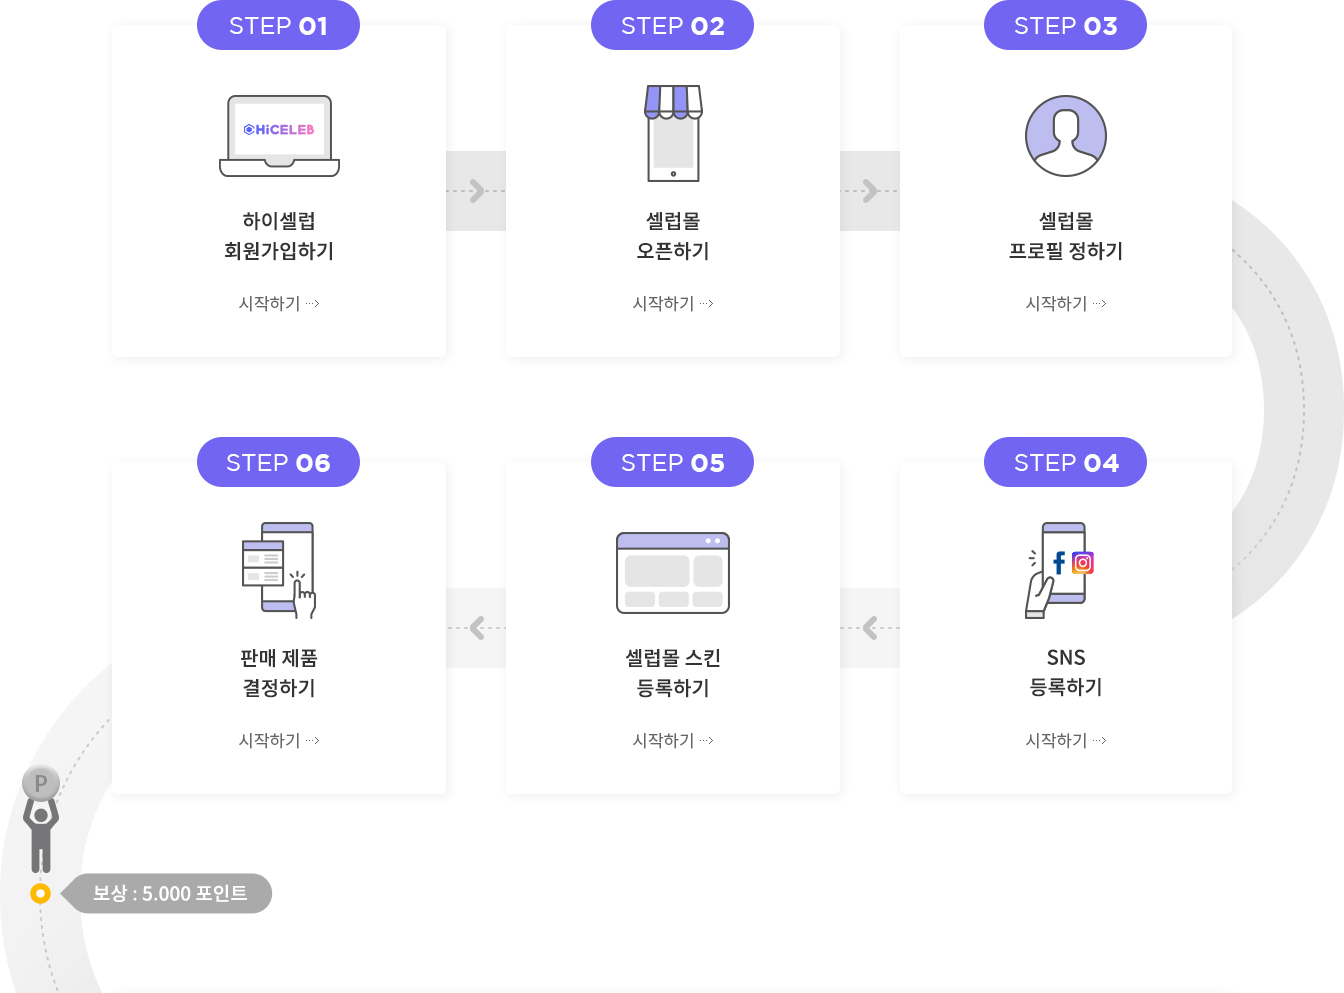 STEP 01
HiCELEB
하이셀럽
회원가입하기
시작하기
STEP 02
셀럽몰
오픈하기
시작하기
STEP 03
셀럽몰
프로필 정하기
시작하기
STEP 06
판매 제품
결정하기
시작하기
STEP 05
셀럽몰 스킨
등록하기
시작하기
STEP 04
f
SNS
등록하기
시작하기
P
보상 : 5.000 포인트